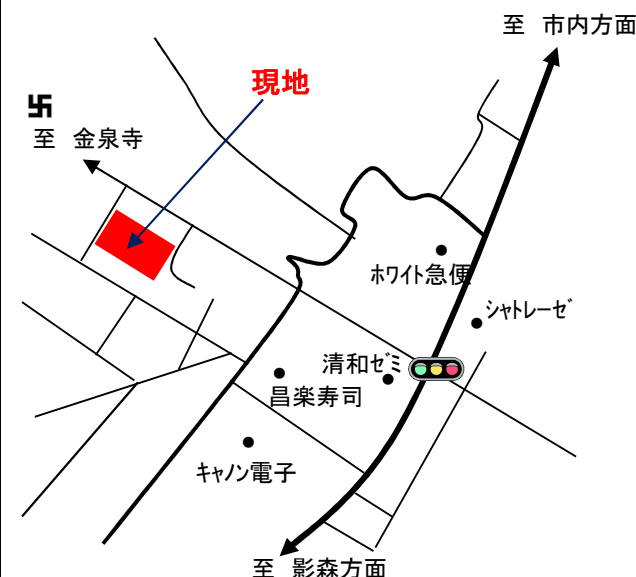 至 市内方面
現地
卐
至 金泉寺
ホワイト急便
シャトレーゼ
清和ゼミ
昌楽寿司
キャノン電子
至 影森方面